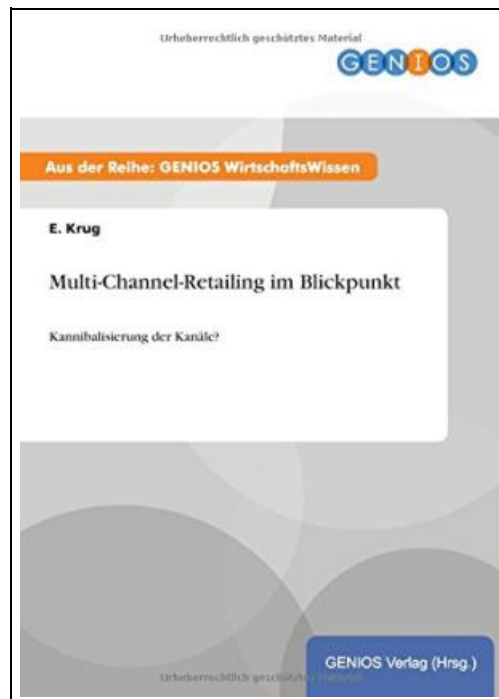 Urheberrechtlich geschütztes Material
GENIOS
Aus der Reihe: GENIOS WirtschaftsWissen
E. Krug
Multi-Channel-Retailing im Blickpunkt
Kannibalisierung der Kanäle?
GENIOS Verlag (Hrsg.)
Urheberrechtlich